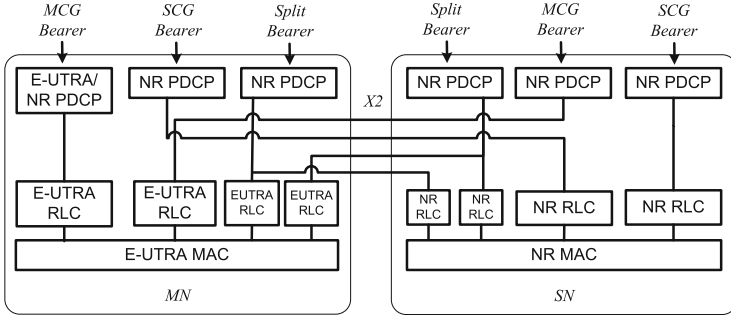 MCG Bearer
SCG Bearer
Split Bearer
Split Bearer
MCG Bearer
SCG Bearer
E-UTRA/ NR PDCP
NR PDCP
NR PDCP
X2
NR PDCP
NR PDCP
NR PDCP
E-UTRA RLC
E-UTRA RLC
EUTRA RLC
EUTRA RLC
NR RLC
NR RLC
NR RLC
NR RLC
E-UTRA MAC
NR MAC
MN
SN